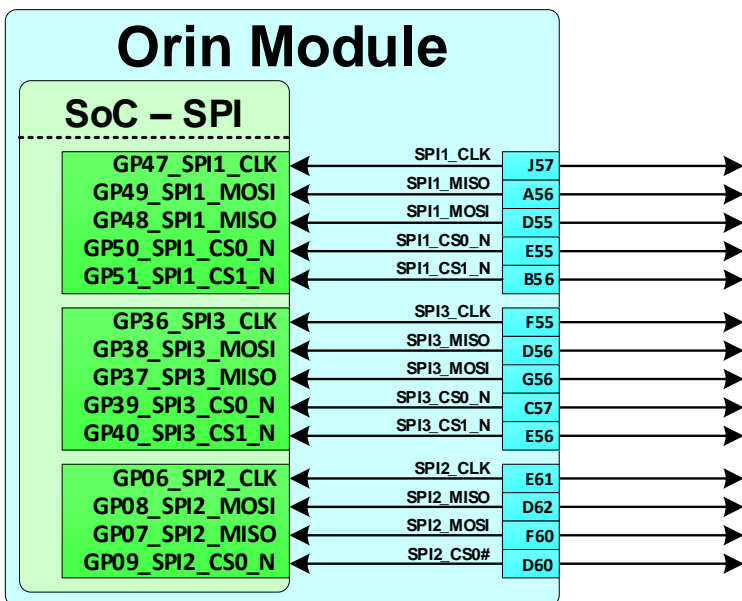 Orin Module
SoC – SPI
GP47_SPI1_CLK SPI1_CLK J57
GP49_SPI1_MOSI SPI1_MISO A56
GP48_SPI1_MISO SPI1_MOSI D55
GP50_SPI1_CS0_N SPI1_CS0_N E55
GP51_SPI1_CS1_N SPI1_CS1_N B56
GP36_SPI3_CLK SPI3_CLK F55
GP38_SPI3_MOSI SPI3_MISO D56
GP37_SPI3_MISO SPI3_MOSI G56
GP39_SPI3_CS0_N SPI3_CS0_N C57
GP40_SPI3_CS1_N SPI3_CS1_N E56
GP06_SPI2_CLK SPI2_CLK E61
GP08_SPI2_MOSI SPI2_MISO D62
GP07_SPI2_MISO SPI2_MOSI F60
GP09_SPI2_CS0_N SPI2_CS0# D60